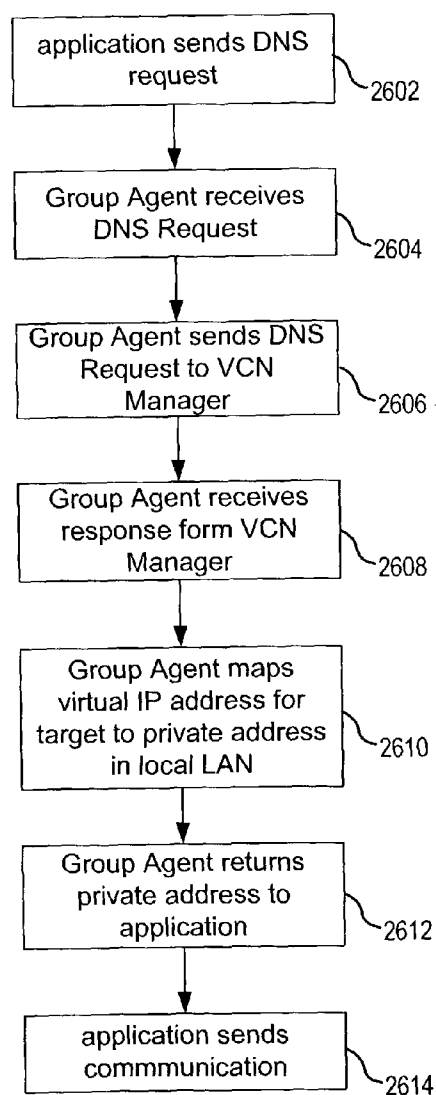 application sends DNS
request
2602
Group Agent receives
DNS Request
2604
Group Agent sends DNS
Request to VCN
Manager
2606
Group Agent receives
response form VCN
Manager
2608
Group Agent maps
virtual IP address for
target to private address
in local LAN
2610
Group Agent returns
private address to
application
2612
application sends
commmunication
2614